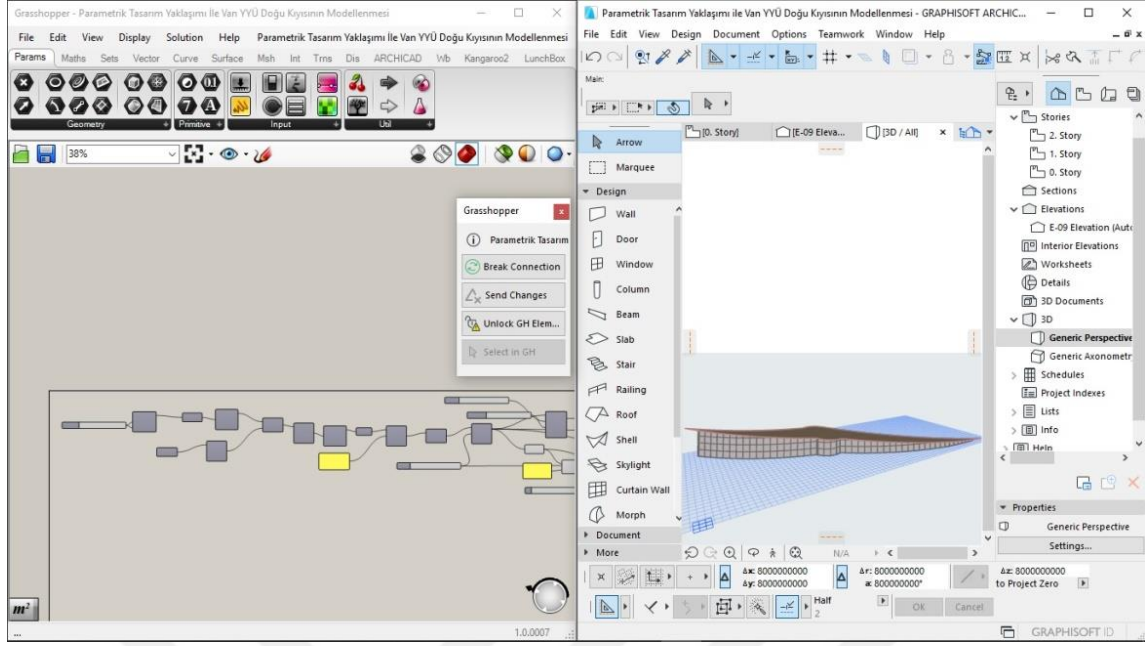 Grasshopper - Parametrik Tasarım Yaklaşımı İle Van YYÜ Doğu Kıyısının Modellenmesi
File Edit View Display Solution Help Parametrik Tasarım Yaklaşımı İle Van YYÜ Doğu Kıyısının Modellenmesi
Params Maths Sets Vector Curve Surface Msh Int Trns Dis ARCHICAD Wb Kangaroo2 LunchBox
Geometry Primitive Input Util
38%
Grasshopper
Parametrik Tasarım
Break Connection
Send Changes
Unlock GH Elem...
Select in GH
m²
...
1.0.0007
Parametrik Tasarım Yaklaşımı ile Van YYÜ Doğu Kıyısının Modellenmesi - GRAPHISOFT ARCHIC...
File Edit View Design Document Options Teamwork Window Help
Main:
[0. Story] [E-09 Eleva... [3D / All]
Arrow
Marquee
Design
Wall
Door
Window
Column
Beam
Slab
Stair
Railing
Roof
Shell
Skylight
Curtain Wall
Morph
Document
More
N/A
Stories
2. Story
1. Story
0. Story
Sections
Elevations
E-09 Elevation (Auto
Interior Elevations
Worksheets
Details
3D Documents
3D
Generic Perspective
Generic Axonometr
Schedules
Project Indexes
Lists
Info
Help
Properties
Generic Perspective
Settings...
Δx: 8000000000 Δr: 8000000000 Δz: 8000000000
Δy: 8000000000 a: 800000000° to Project Zero
Half
2
OK Cancel
GRAPHISOFT ID